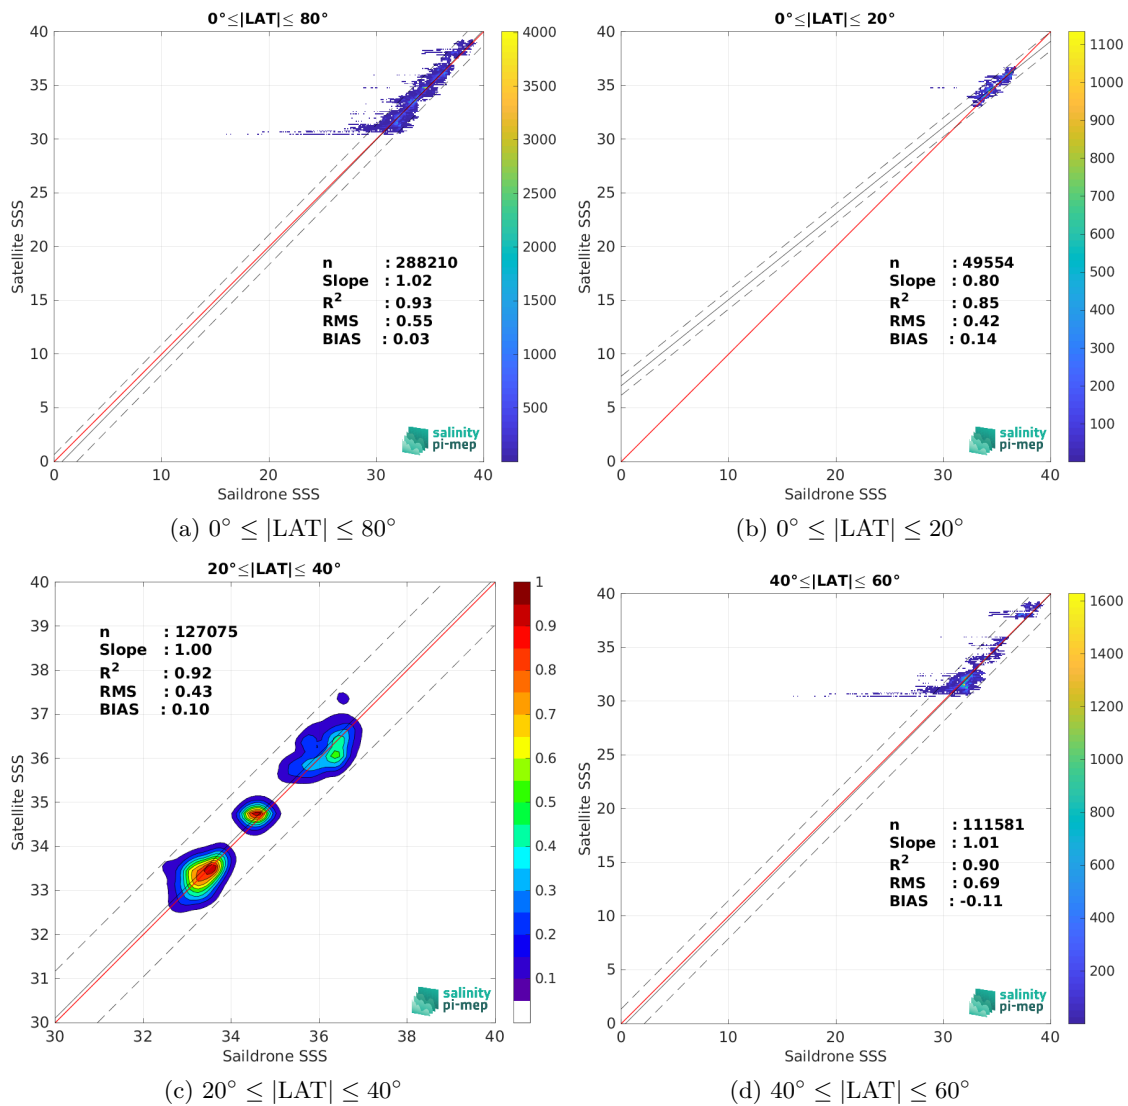 0°≤|LAT|≤ 80°
40
35
30
25
20
15
10
5
0
Satellite SSS
n : 288210
Slope : 1.02
R² : 0.93
RMS : 0.55
BIAS : 0.03
salinity
pi-mep
0 10 20 30 40
Saildrone SSS
4000
3500
3000
2500
2000
1500
1000
500
(a) 0° ≤ |LAT| ≤ 80°
0°≤|LAT|≤ 20°
40
35
30
25
20
15
10
5
0
Satellite SSS
n : 49554
Slope : 0.80
R² : 0.85
RMS : 0.42
BIAS : 0.14
salinity
pi-mep
0 10 20 30 40
Saildrone SSS
1100
1000
900
800
700
600
500
400
300
200
100
(b) 0° ≤ |LAT| ≤ 20°
20°≤|LAT|≤ 40°
40
39
38
37
36
35
34
33
32
31
30
Satellite SSS
n : 127075
Slope : 1.00
R² : 0.92
RMS : 0.43
BIAS : 0.10
salinity
pi-mep
30 32 34 36 38 40
Saildrone SSS
1
0.9
0.8
0.7
0.6
0.5
0.4
0.3
0.2
0.1
(c) 20° ≤ |LAT| ≤ 40°
40°≤|LAT|≤ 60°
40
35
30
25
20
15
10
5
0
Satellite SSS
n : 111581
Slope : 1.01
R² : 0.90
RMS : 0.69
BIAS : -0.11
salinity
pi-mep
0 10 20 30 40
Saildrone SSS
1600
1400
1200
1000
800
600
400
200
(d) 40° ≤ |LAT| ≤ 60°